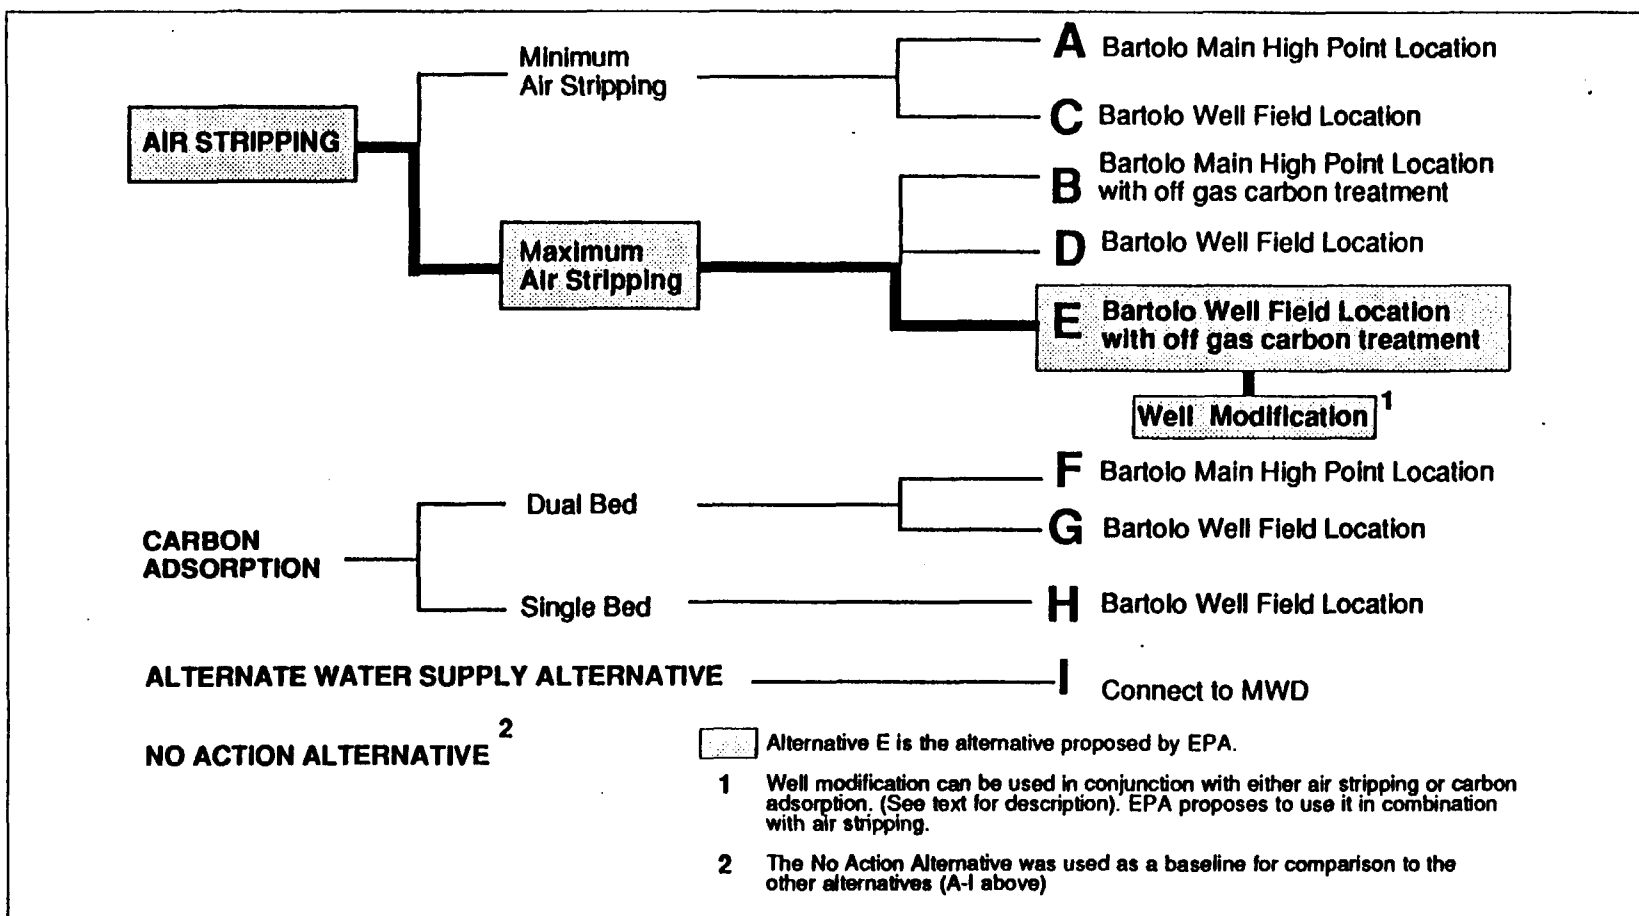 AIR STRIPPING
Minimum
Air Stripping
A Bartolo Main High Point Location
C Bartolo Well Field Location
Maximum
Air Stripping
B Bartolo Main High Point Location
with off gas carbon treatment
D Bartolo Well Field Location
E Bartolo Well Field Location
with off gas carbon treatment
Well Modification 1
CARBON
ADSORPTION
Dual Bed
F Bartolo Main High Point Location
G Bartolo Well Field Location
Single Bed
H Bartolo Well Field Location
ALTERNATE WATER SUPPLY ALTERNATIVE
I Connect to MWD
NO ACTION ALTERNATIVE 2
Alternative E is the alternative proposed by EPA.
1 Well modification can be used in conjunction with either air stripping or carbon
adsorption. (See text for description). EPA proposes to use it in combination
with air stripping.
2 The No Action Alternative was used as a baseline for comparison to the
other alternatives (A-I above)